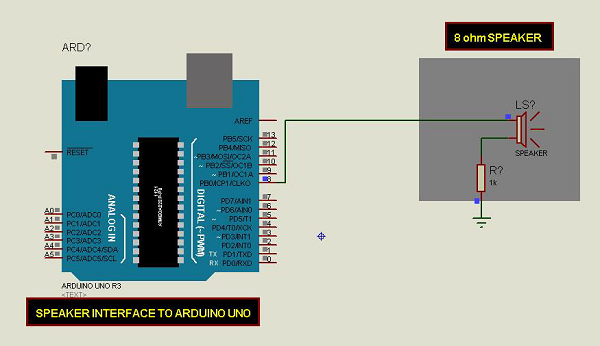 8 ohm SPEAKER
ARD?
LS?
SPEAKER
R?
1k
RESET
AREF
PB5/SCK
PB4/MISO
~PB3/MOSI/OC2A
~ PB2/SS/OC1B
~ PB1/OC1A
PB0/ICP1/CLKO
13
12
11
10
9
8
PD7/AIN1
~ PD6/AIN0
~ PD5/T1
PD4/T0/XCK
~ PD3/INT1
PD2/INT0
TX PD1/TXD
RX PD0/RXD
7
6
5
4
3
2
1
0
DIGITAL (~PWM)
ANALOG IN
A0
A1
A2
A3
A4
A5
PC0/ADC0
PC1/ADC1
PC2/ADC2
PC3/ADC3
PC4/ADC4/SDA
PC5/ADC5/SCL
ARDUINO UNO R3
<TEXT>
SPEAKER INTERFACE TO ARDUINO UNO